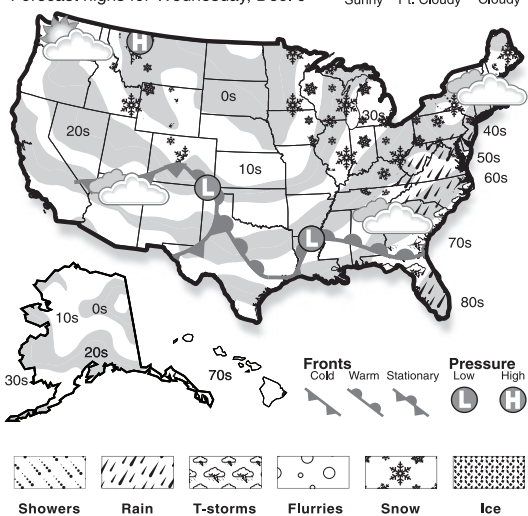 Sunny Pt. Cloudy Cloudy
H
0s
30s
20s
40s
10s
50s
60s
L
L
70s
80s
10s
0s
20s
30s
70s
Fronts
Cold Warm Stationary
Pressure
Low High
L H
Showers Rain T-storms Flurries Snow Ice